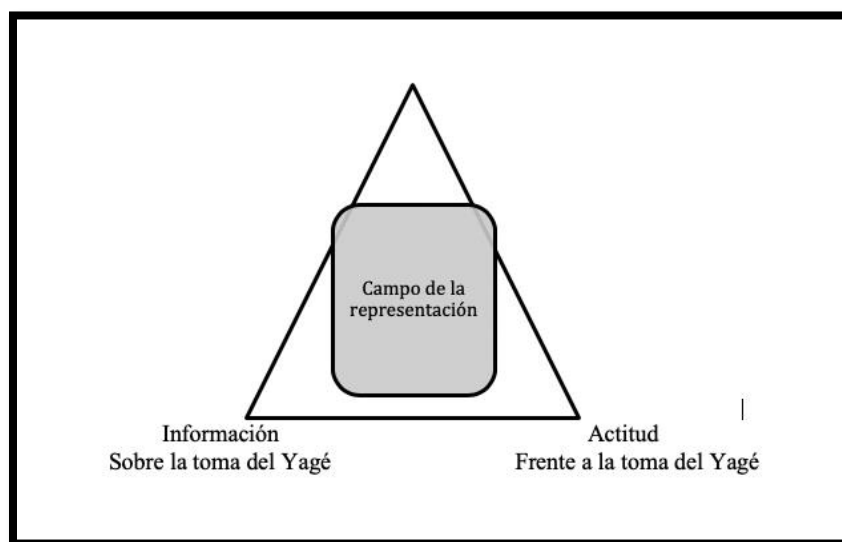 Campo de la
representación
Información
Sobre la toma del Yagé
Actitud
Frente a la toma del Yagé